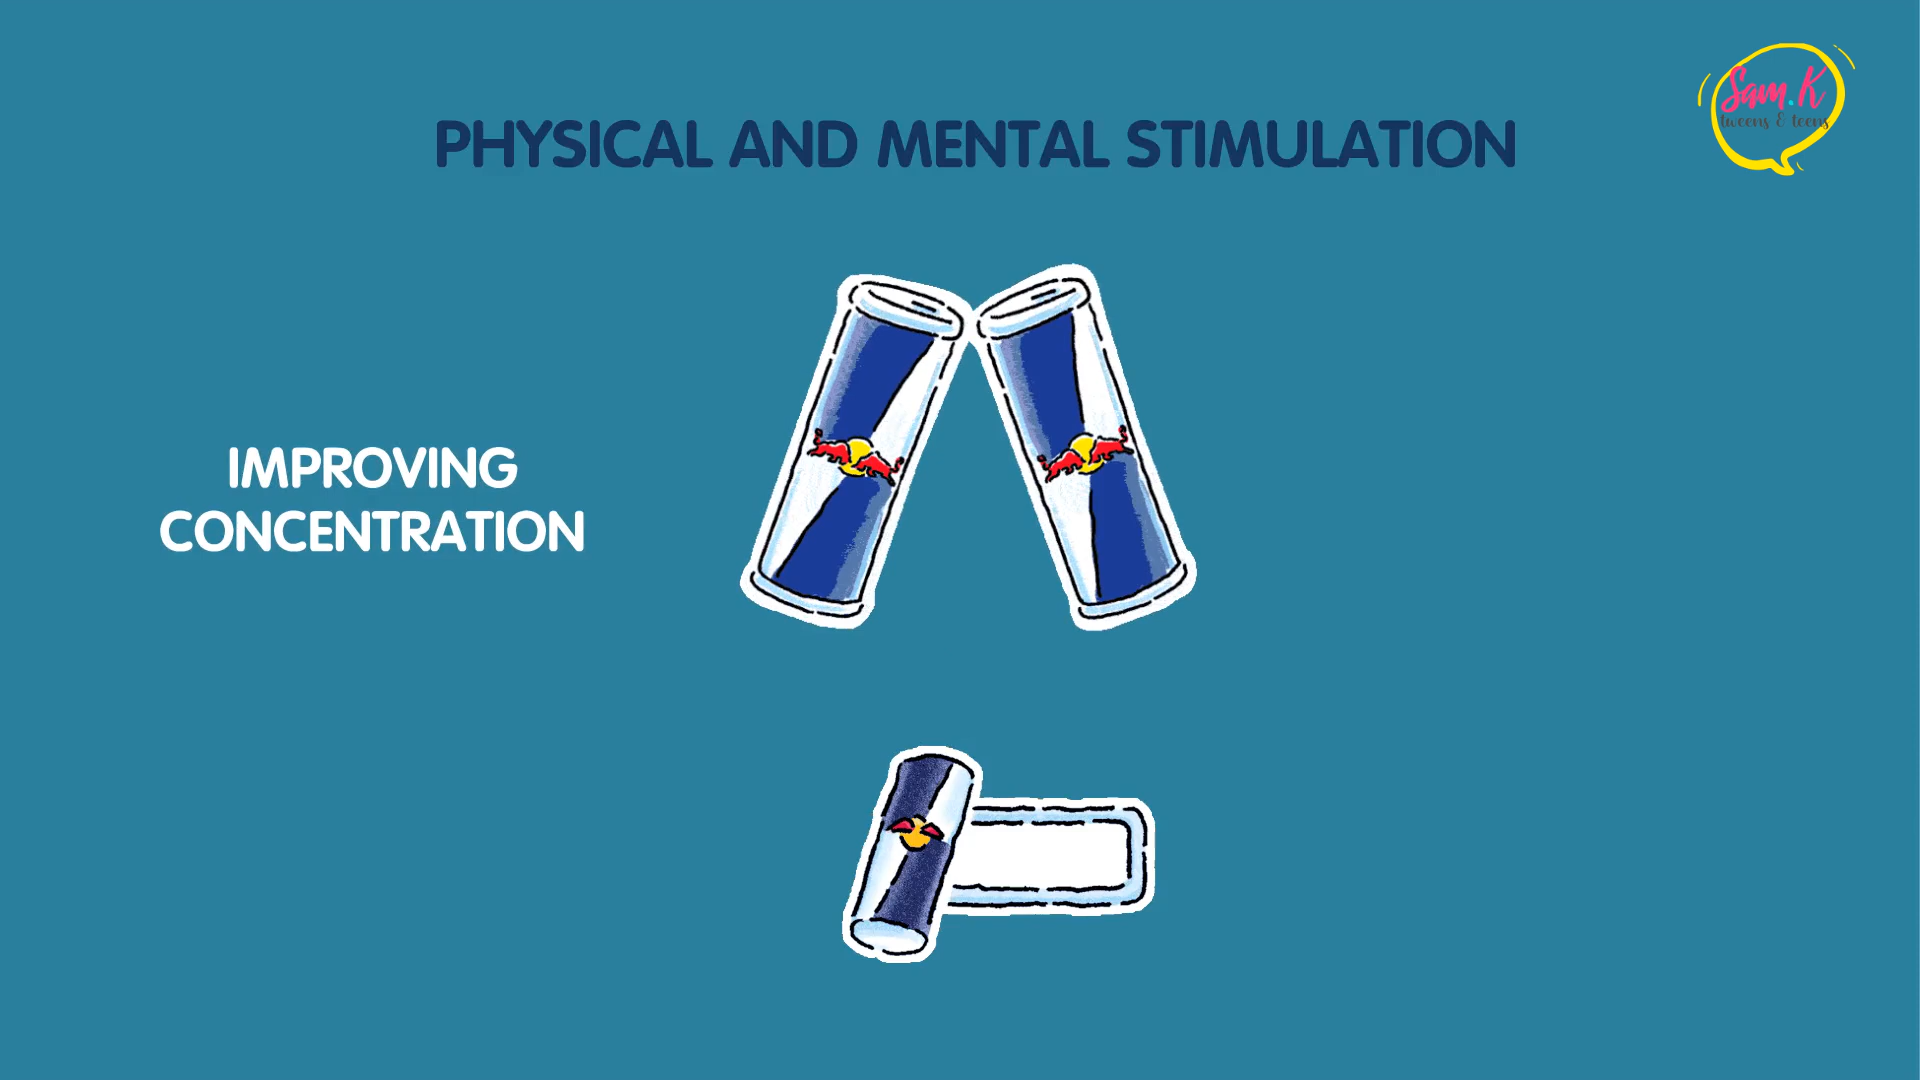 Sam.K
tweens & teens
PHYSICAL AND MENTAL STIMULATION
IMPROVING
CONCENTRATION